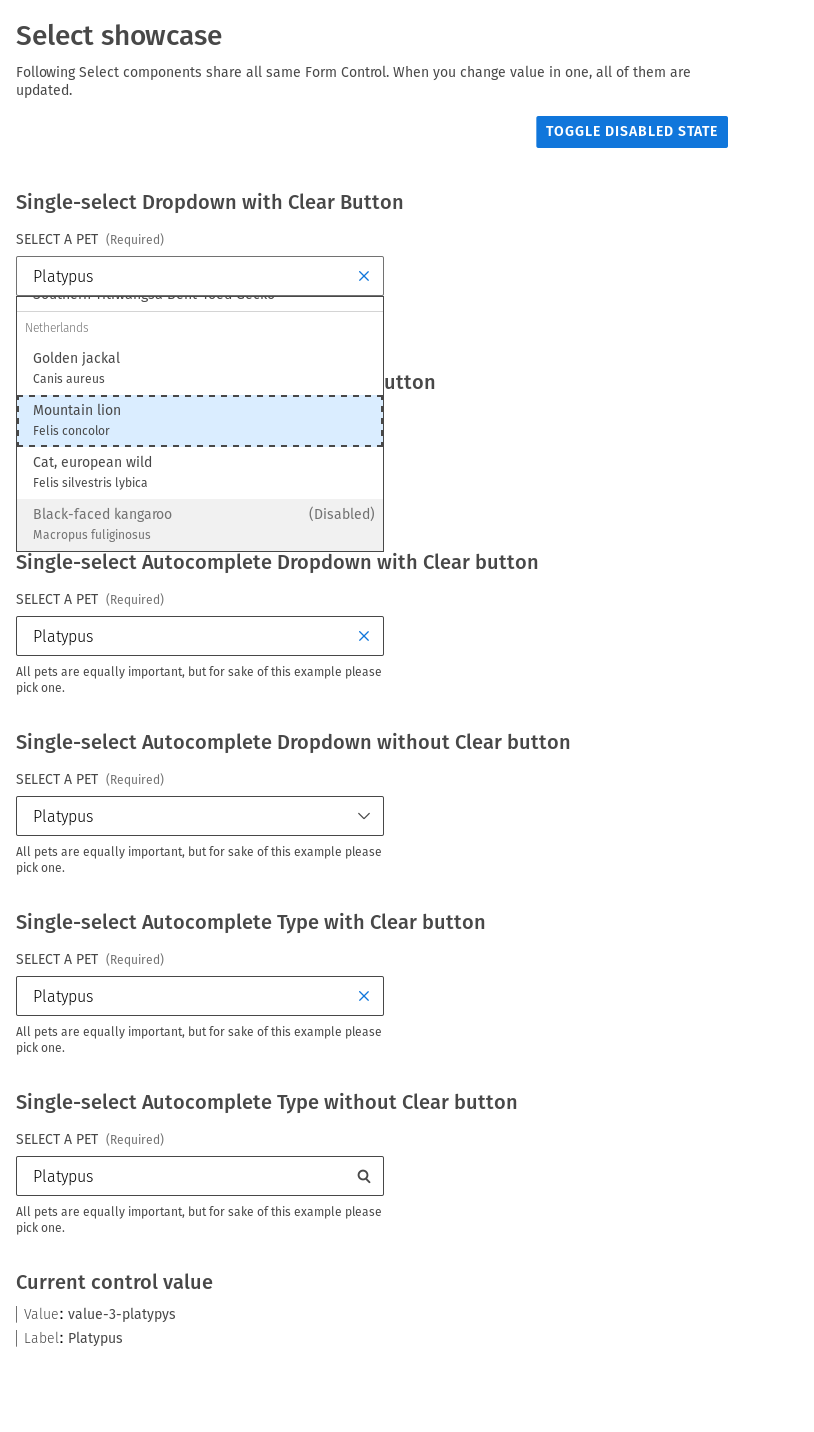 Select showcase
Following Select components share all same Form Control. When you change value in one, all of them are
updated.
TOGGLE DISABLED STATE
Single-select Dropdown with Clear Button
SELECT A PET (Required)
Platypus
Netherlands
Golden jackal
Canis aureus
utton
Mountain lion
Felis concolor
Cat, european wild
Felis silvestris lybica
Black-faced kangaroo (Disabled)
Macropus fuliginosus
Single-select Autocomplete Dropdown with Clear button
SELECT A PET (Required)
Platypus
All pets are equally important, but for sake of this example please
pick one.
Single-select Autocomplete Dropdown without Clear button
SELECT A PET (Required)
Platypus
All pets are equally important, but for sake of this example please
pick one.
Single-select Autocomplete Type with Clear button
SELECT A PET (Required)
Platypus
All pets are equally important, but for sake of this example please
pick one.
Single-select Autocomplete Type without Clear button
SELECT A PET (Required)
Platypus
All pets are equally important, but for sake of this example please
pick one.
Current control value
Value: value-3-platypys
Label: Platypus